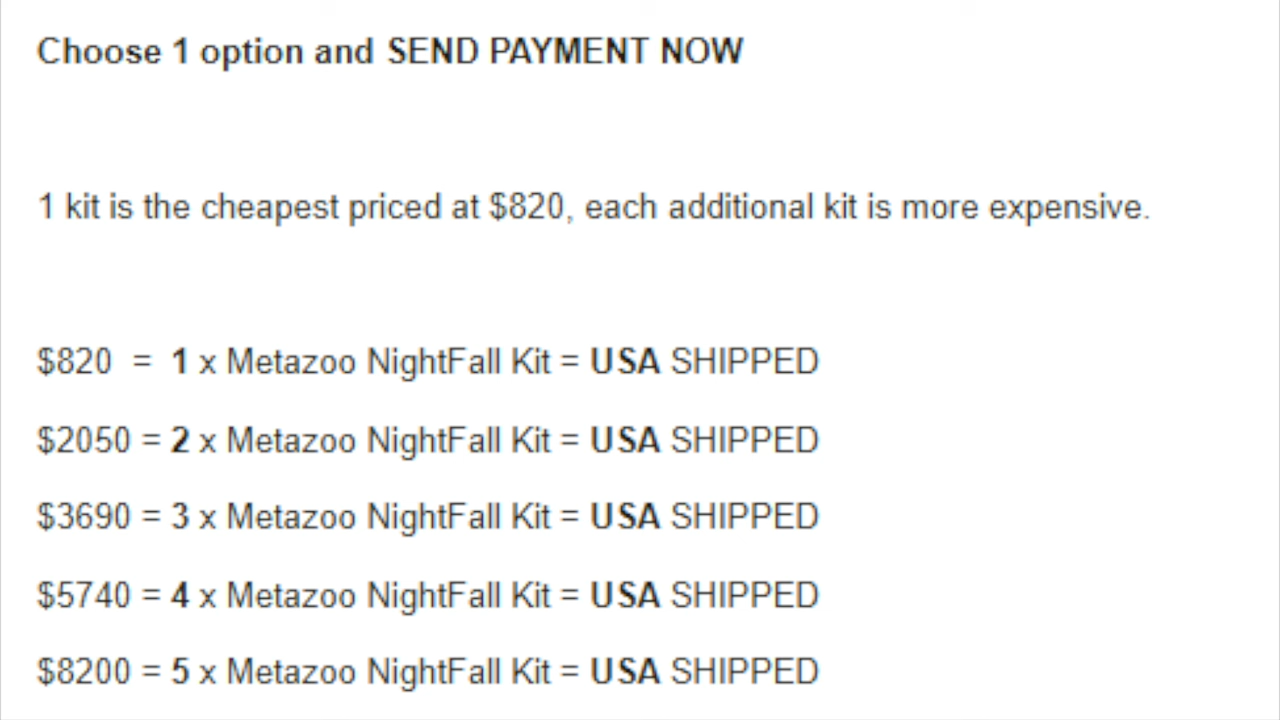 Choose 1 option and SEND PAYMENT NOW
1 kit is the cheapest priced at $820, each additional kit is more expensive.
$820 = 1 x Metazoo NightFall Kit = USA SHIPPED
$2050 = 2 x Metazoo NightFall Kit = USA SHIPPED
$3690 = 3 x Metazoo NightFall Kit = USA SHIPPED
$5740 = 4 x Metazoo NightFall Kit = USA SHIPPED
$8200 = 5 x Metazoo NightFall Kit = USA SHIPPED